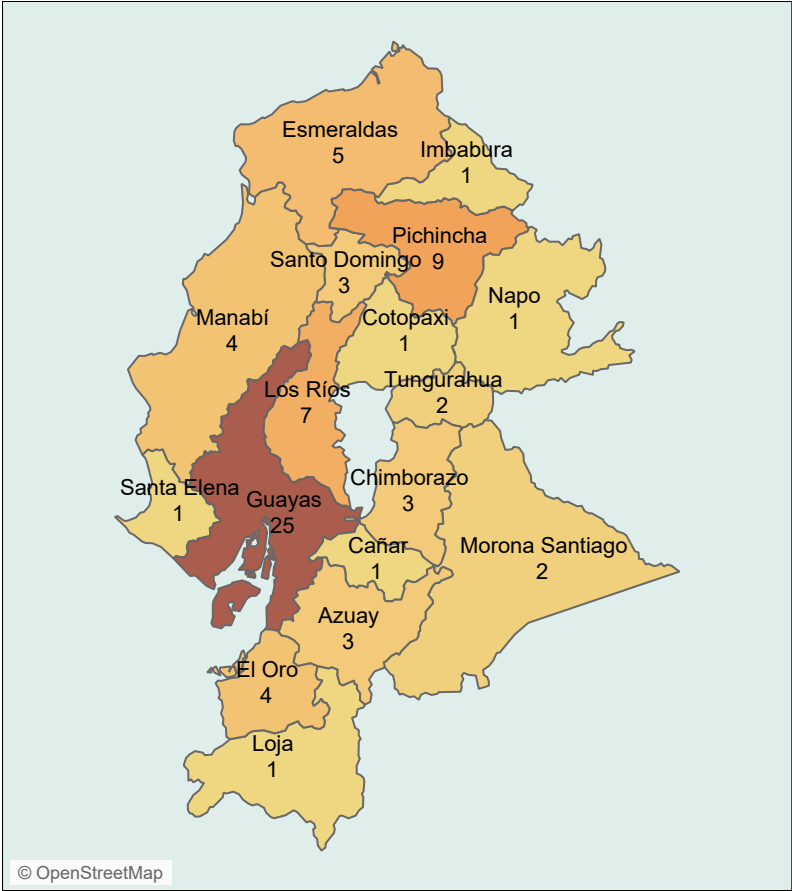 Esmeraldas
5
Imbabura
1
Pichincha
9
Santo Domingo
3
Napo
1
Manabí
4
Cotopaxi
1
Tungurahua
2
Los Ríos
7
Chimborazo
3
Santa Elena
1
Guayas
25
Cañar
1
Morona Santiago
2
Azuay
3
El Oro
4
Loja
1
© OpenStreetMap